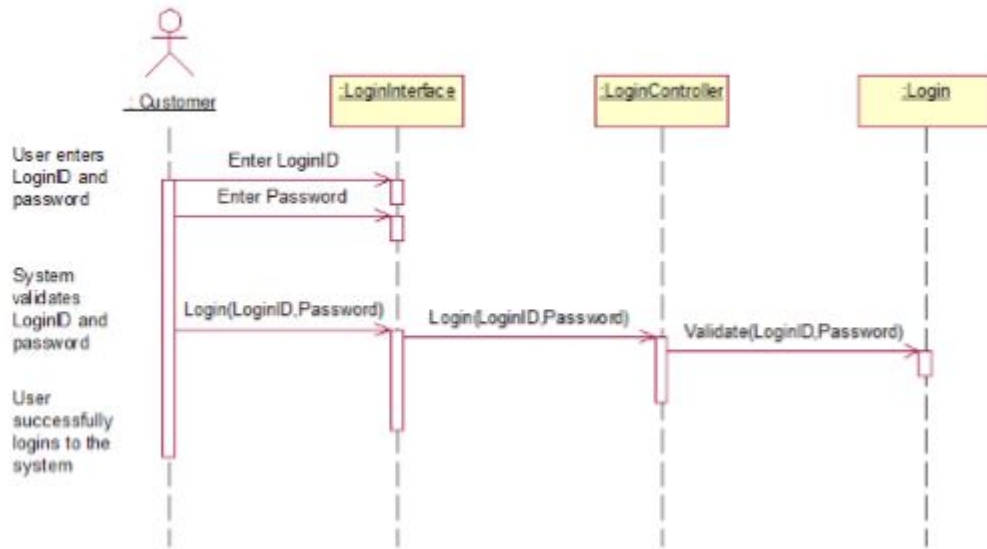 : Customer
:LoginInterface
:LoginController
:Login
User enters
LoginID and
password
Enter LoginID
Enter Password
System
validates
LoginID and
password
Login(LoginID,Password)
Login(LoginID,Password)
Validate(LoginID,Password)
User
successfully
logins to the
system